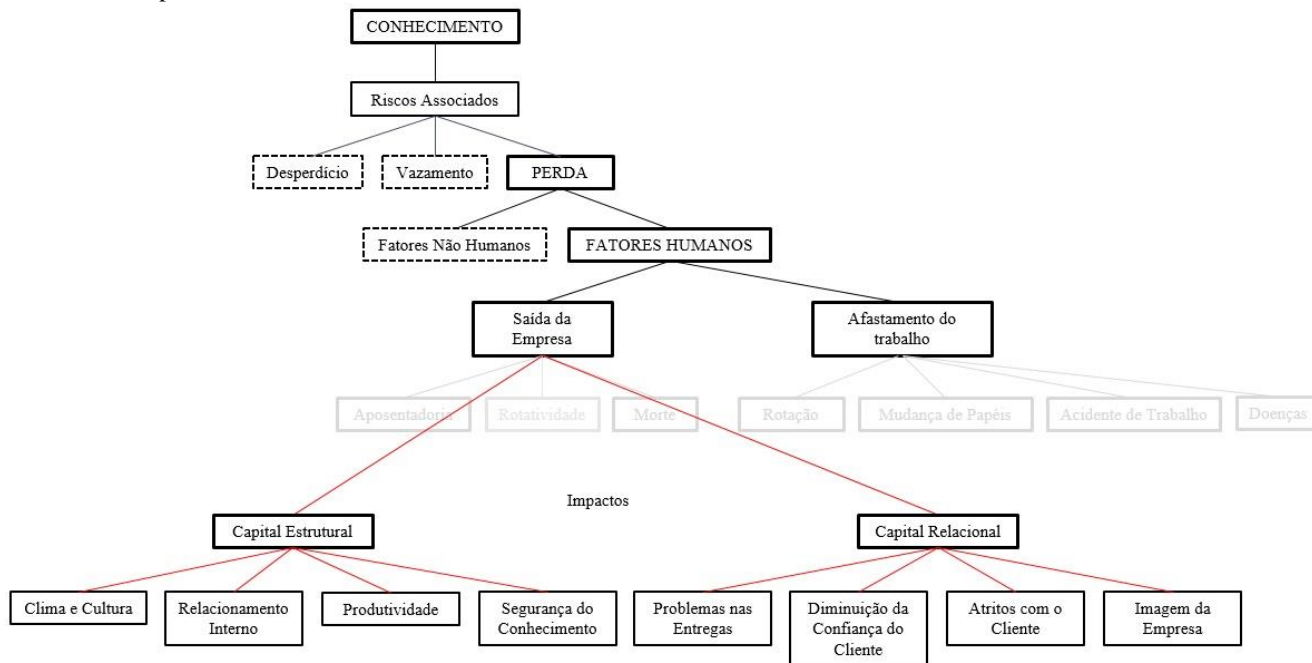 CONHECIMENTO
Riscos Associados
Desperdício
Vazamento
PERDA
Fatores Não Humanos
FATORES HUMANOS
Saída da
Empresa
Afastamento do
trabalho
Aposentadoria
Rotatividade
Morte
Rotação
Mudança de Papéis
Acidente de Trabalho
Doenças
Impactos
Capital Estrutural
Capital Relacional
Clima e Cultura
Relacionamento
Interno
Produtividade
Segurança do
Conhecimento
Problemas nas
Entregas
Diminuição da
Confiança do
Cliente
Atritos com o
Cliente
Imagem da
Empresa